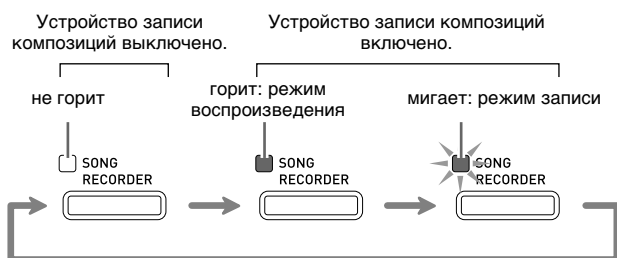 Устройство записи
композиций выключено.
Устройство записи композиций
включено.
не горит
горит: режим
воспроизведения
мигает: режим записи
SONG
RECORDER
SONG
RECORDER
SONG
RECORDER